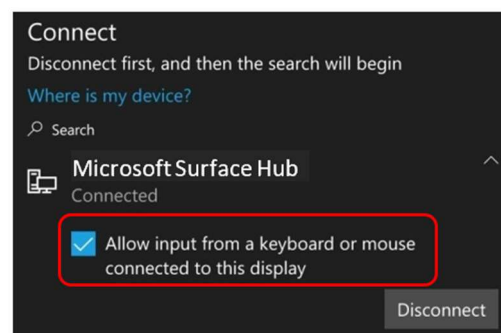 Connect
Disconnect first, and then the search will begin
Where is my device?
Search
Microsoft Surface Hub
Connected
Allow input from a keyboard or mouse
connected to this display
Disconnect